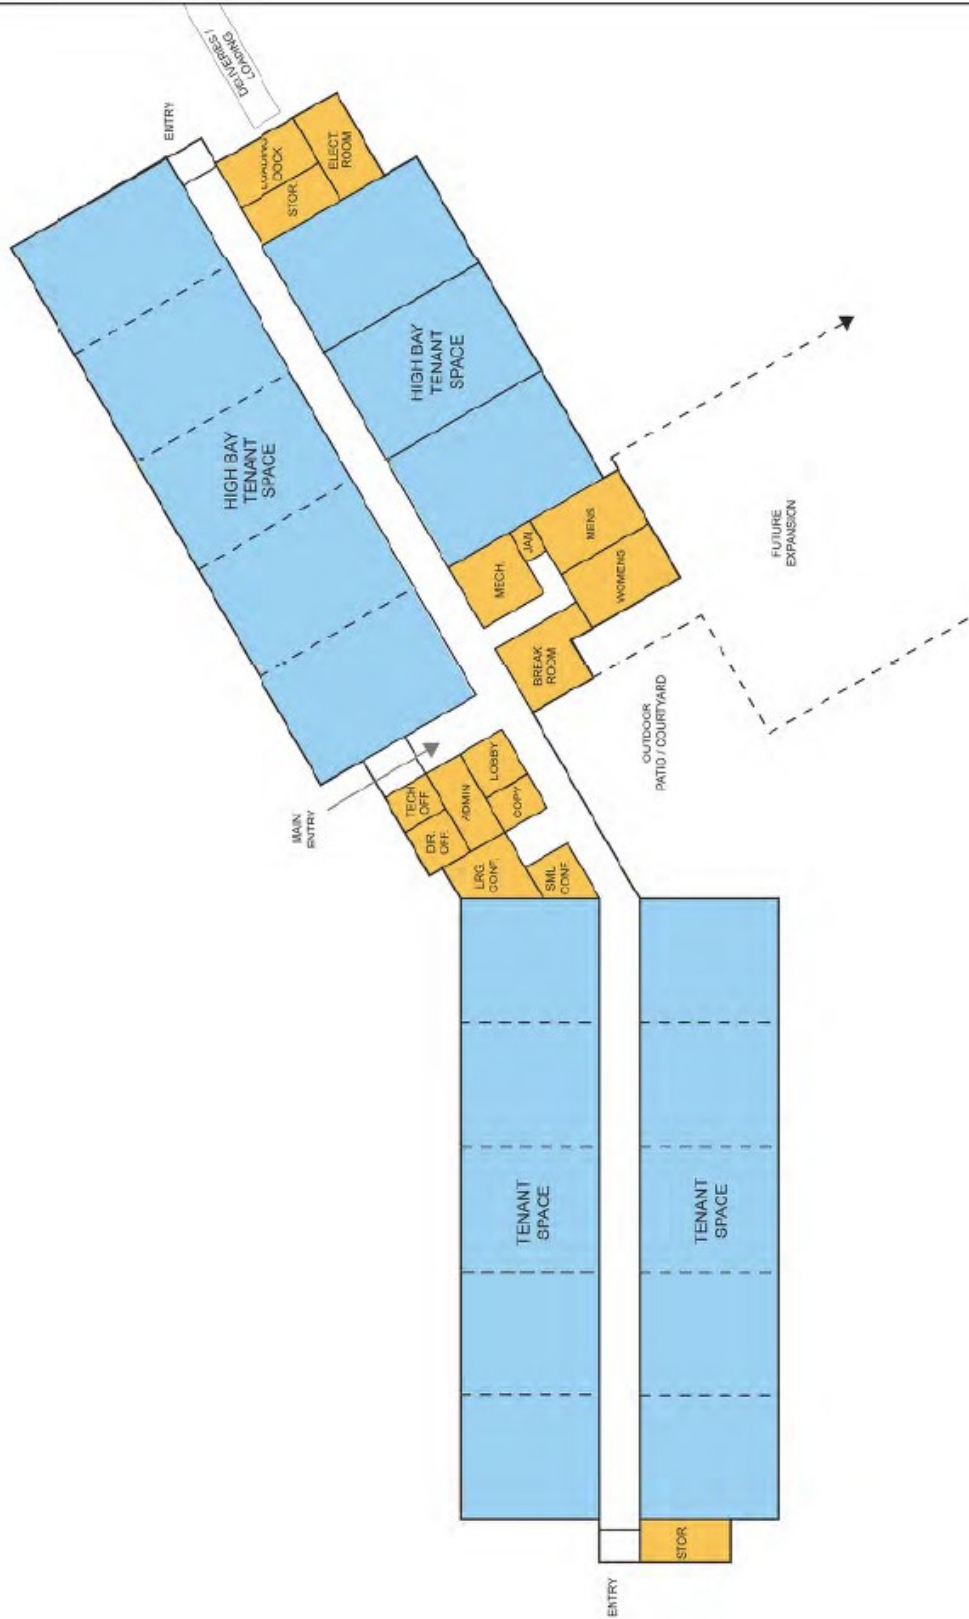 DELIVERIES /
LOADING
ENTRY
LOADING
DOCK
ELECT.
ROOM
STOR.
HIGH BAY
TENANT
SPACE
HIGH BAY
TENANT
SPACE
MECH.
JAN.
MENS
WOMENS
BREAK
ROOM
FUTURE
EXPANSION
OUTDOOR
PATIO / COURTYARD
MAIN
ENTRY
TECH
OFF.
DIR.
OFF.
ADMIN
LOBBY
COPY
LRG.
CONF.
SML
CONF.
TENANT
SPACE
TENANT
SPACE
STOR.
ENTRY